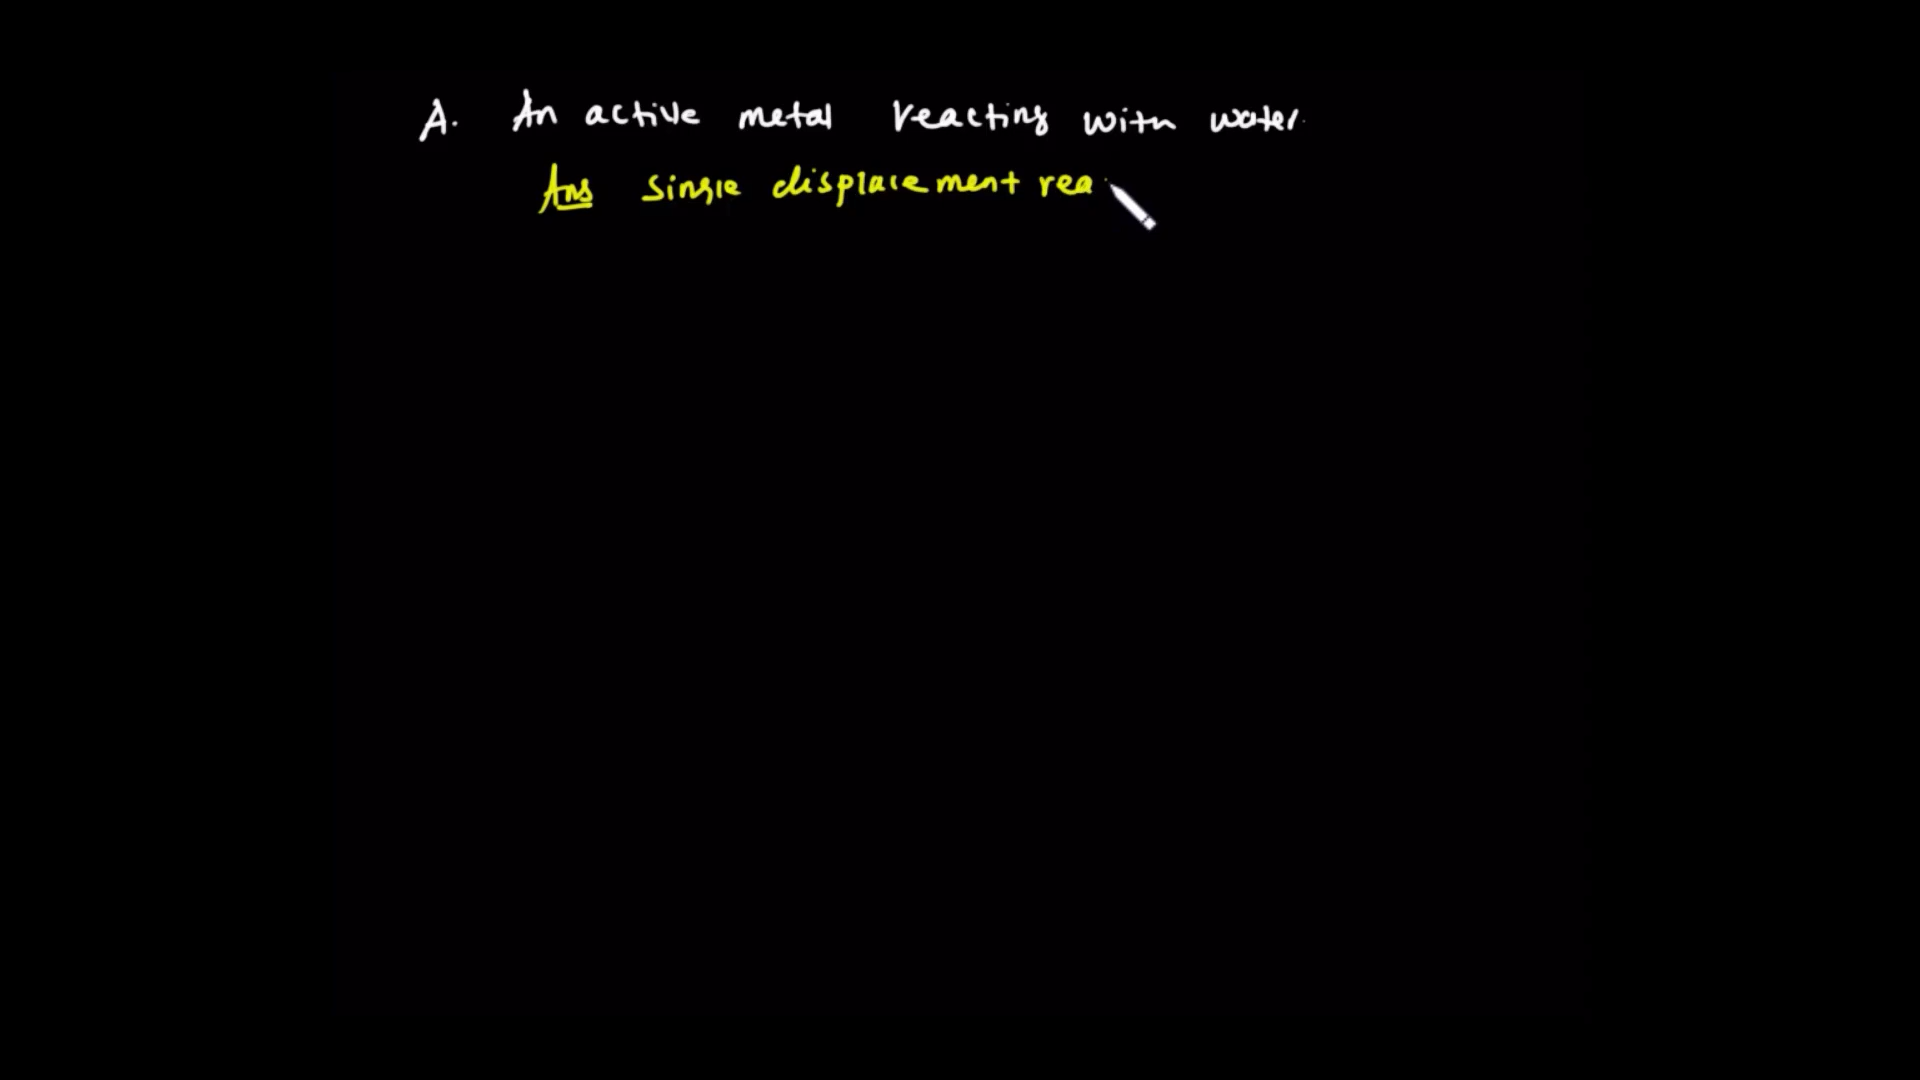 A. An active metal reacting with water.
Ans single displacement rea